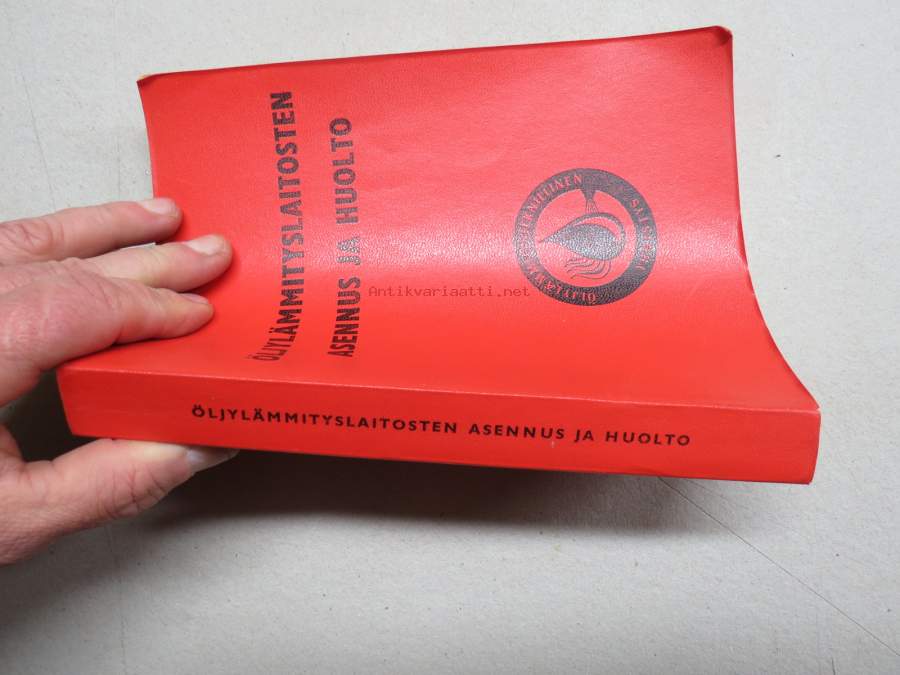 ÖLJYLÄMMITYSLAITOSTEN
ASENNUS JA HUOLTO
Antikvariaatti.net
ÖLJYLÄMMITYSLAITOSTEN ASENNUS JA HUOLTO